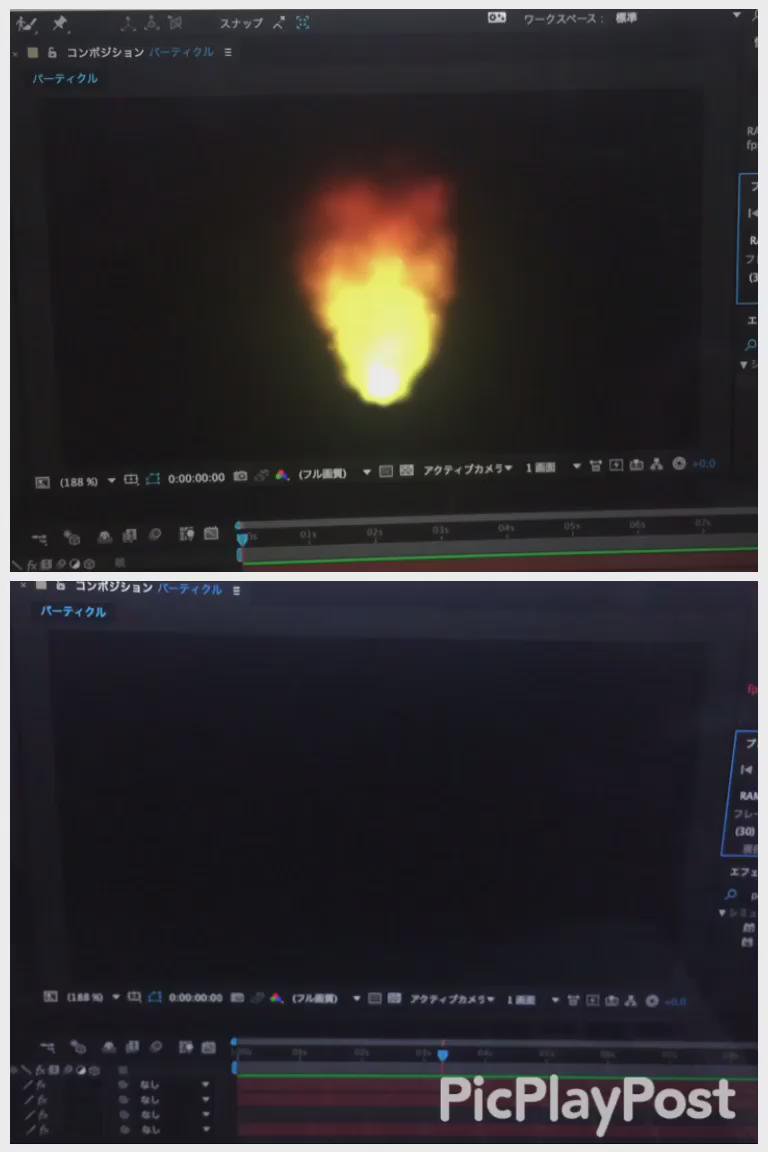 スナップ
ワークスペース： 標準
コンポジション パーティクル
パーティクル
RA
fp
(188 %) 0:00:00:00 (フル画質) アクティブカメラ 1 画面 +0.0
01s 02s 03s 04s 05s 06s 07s
fx
コンポジション パーティクル
パーティクル
fp
プ
RAM
フレー
(30)
エフェ
(188 %) 0:00:00:00 (フル画質) アクティブカメラ 1 画面 +0.0
fx
なし
なし
なし
なし
PicPlayPost